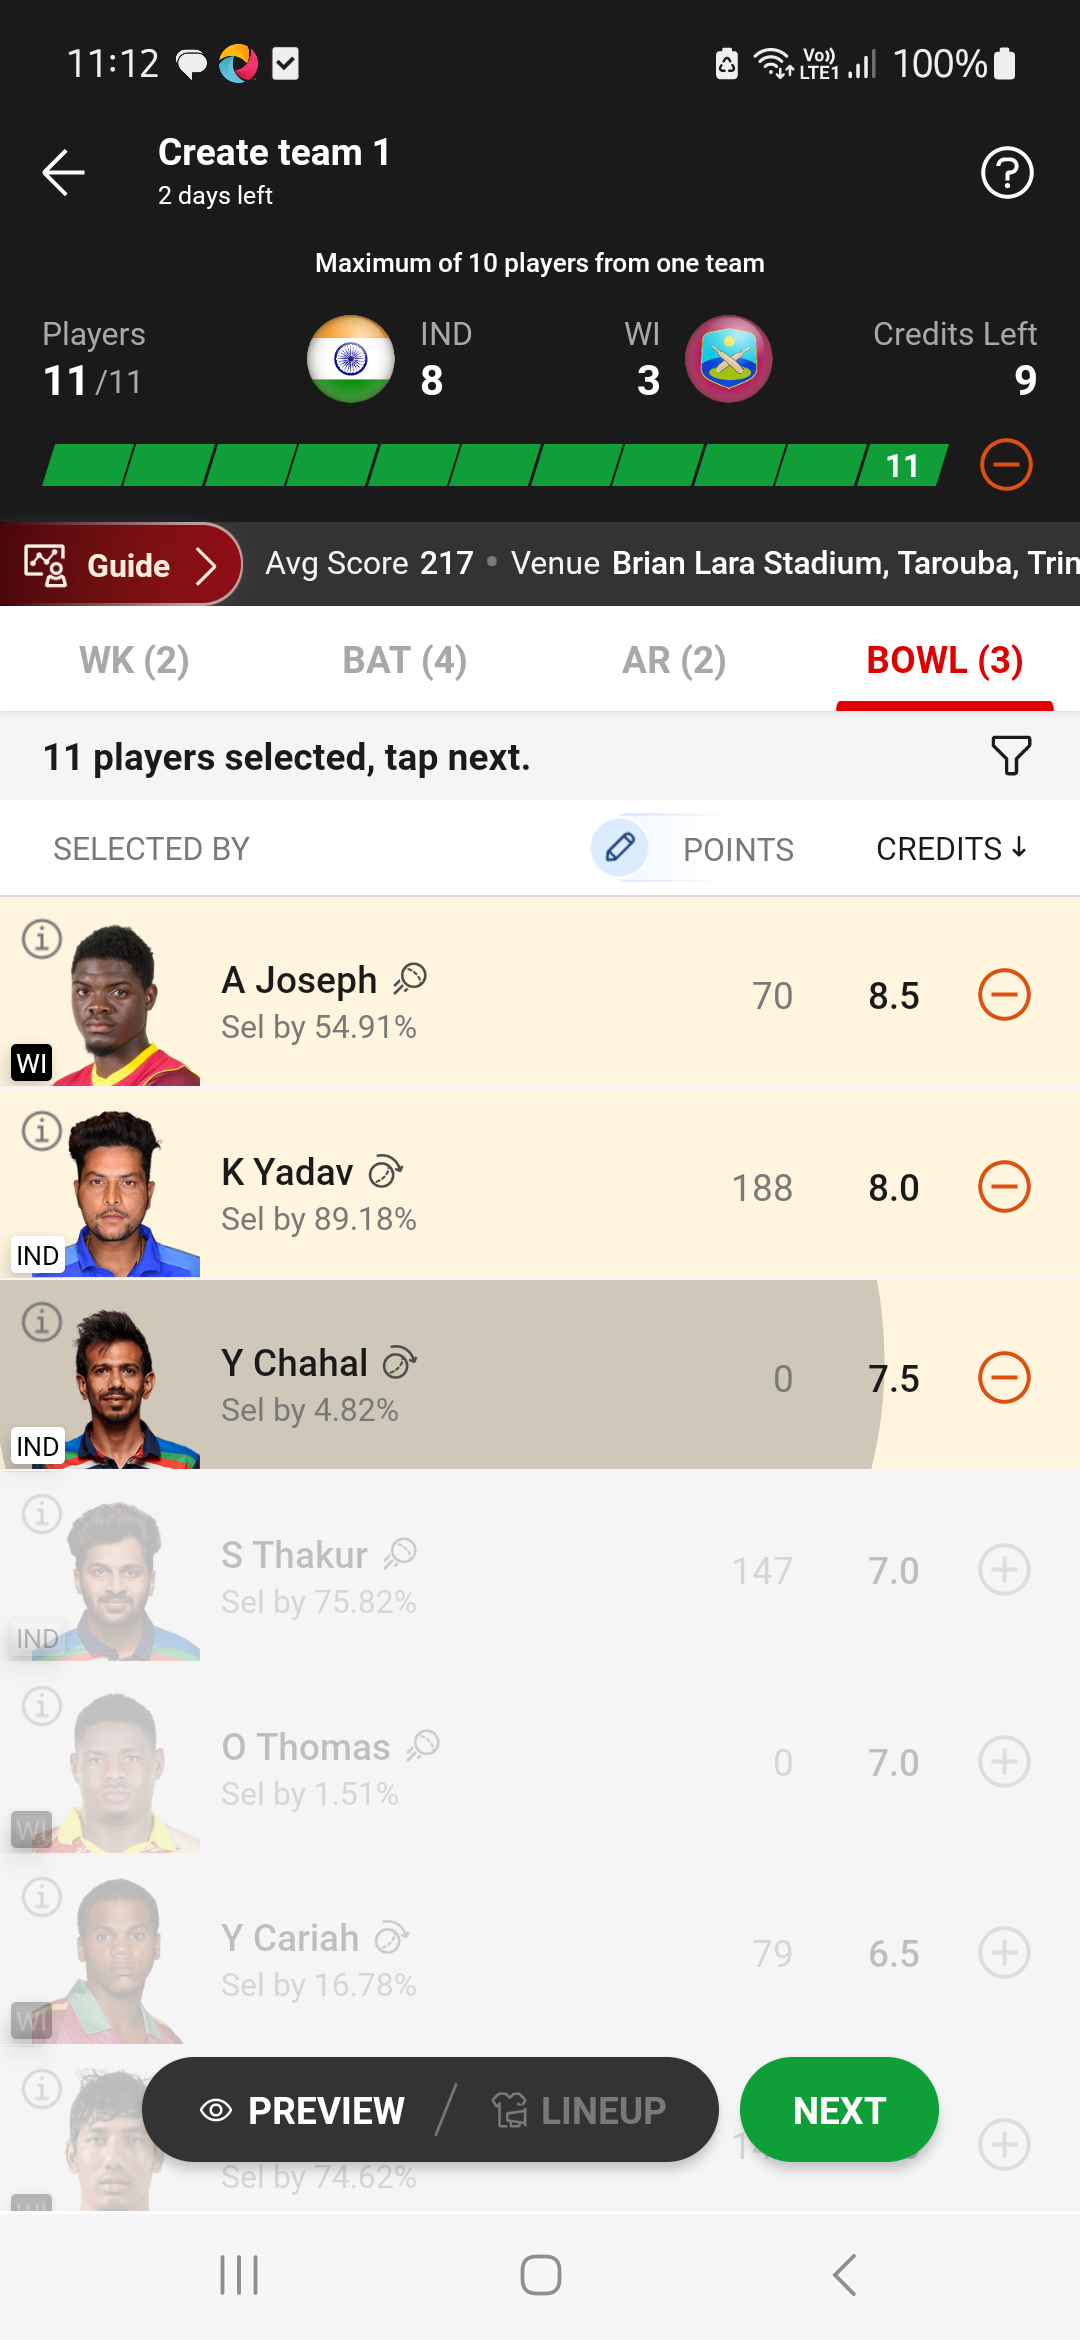 11:12 Vo)) LTE1 100%
Create team 1
2 days left
Maximum of 10 players from one team
Players IND WI Credits Left
11/11 8 3 9
11
Guide Avg Score 217 • Venue Brian Lara Stadium, Tarouba, Trin
WK (2) BAT (4) AR (2) BOWL (3)
11 players selected, tap next.
SELECTED BY POINTS CREDITS ↓
A Joseph 70 8.5
Sel by 54.91%
WI
K Yadav 188 8.0
Sel by 89.18%
IND
Y Chahal 0 7.5
Sel by 4.82%
IND
S Thakur 147 7.0
Sel by 75.82%
IND
O Thomas 0 7.0
Sel by 1.51%
WI
Y Cariah 79 6.5
Sel by 16.78%
WI
PREVIEW / LINEUP NEXT
Sel by 74.62%
WI